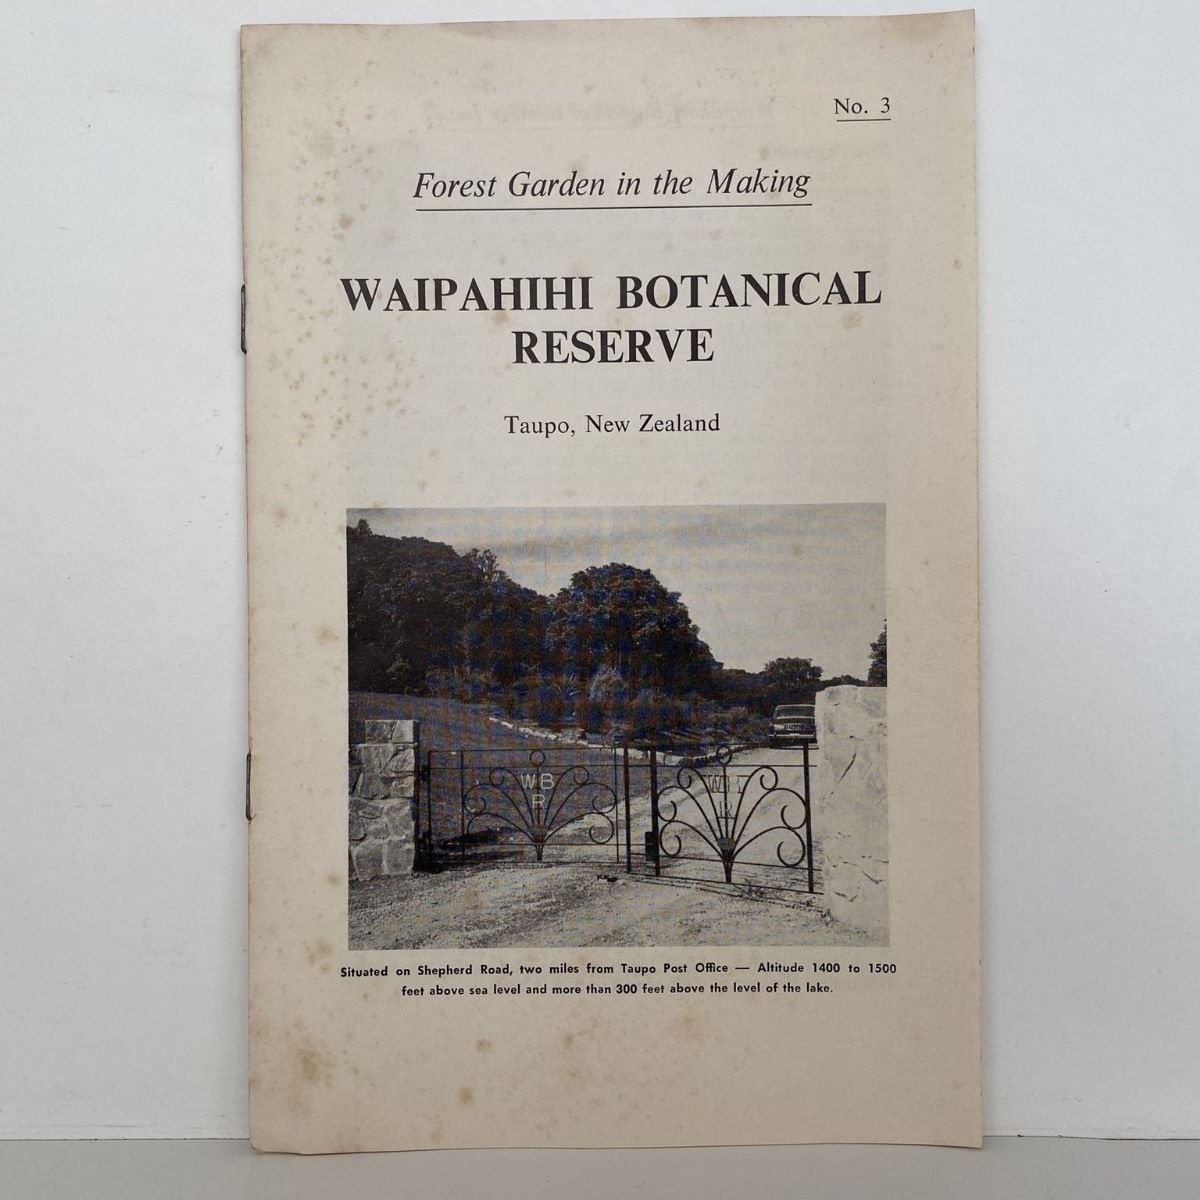 No. 3
Forest Garden in the Making
WAIPAHIHI BOTANICAL
RESERVE
Taupo, New Zealand
W B
R
W B
R
Situated on Shepherd Road, two miles from Taupo Post Office — Altitude 1400 to 1500
feet above sea level and more than 300 feet above the level of the lake.